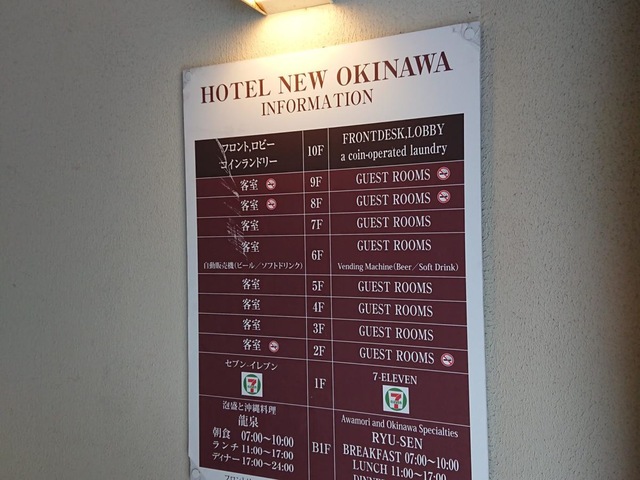 HOTEL NEW OKINAWA
INFORMATION
フロント,ロビー
コインランドリー
10F
FRONTDESK,LOBBY
a coin-operated laundry
客室 9F GUEST ROOMS
客室 8F GUEST ROOMS
客室 7F GUEST ROOMS
客室
自動販売機(ビール/ソフトドリンク)
6F
GUEST ROOMS
Vending Machine(Beer/Soft Drink)
客室 5F GUEST ROOMS
客室 4F GUEST ROOMS
客室 3F GUEST ROOMS
客室 2F GUEST ROOMS
セブン-イレブン
7
1F
7-ELEVEN
7
泡盛と沖縄料理
龍泉
朝食 07:00~10:00
ランチ 11:00~17:00
ディナー 17:00~24:00
B1F
Awamori and Okinawa Specialties
RYU-SEN
BREAKFAST 07:00~10:00
LUNCH 11:00~17:00